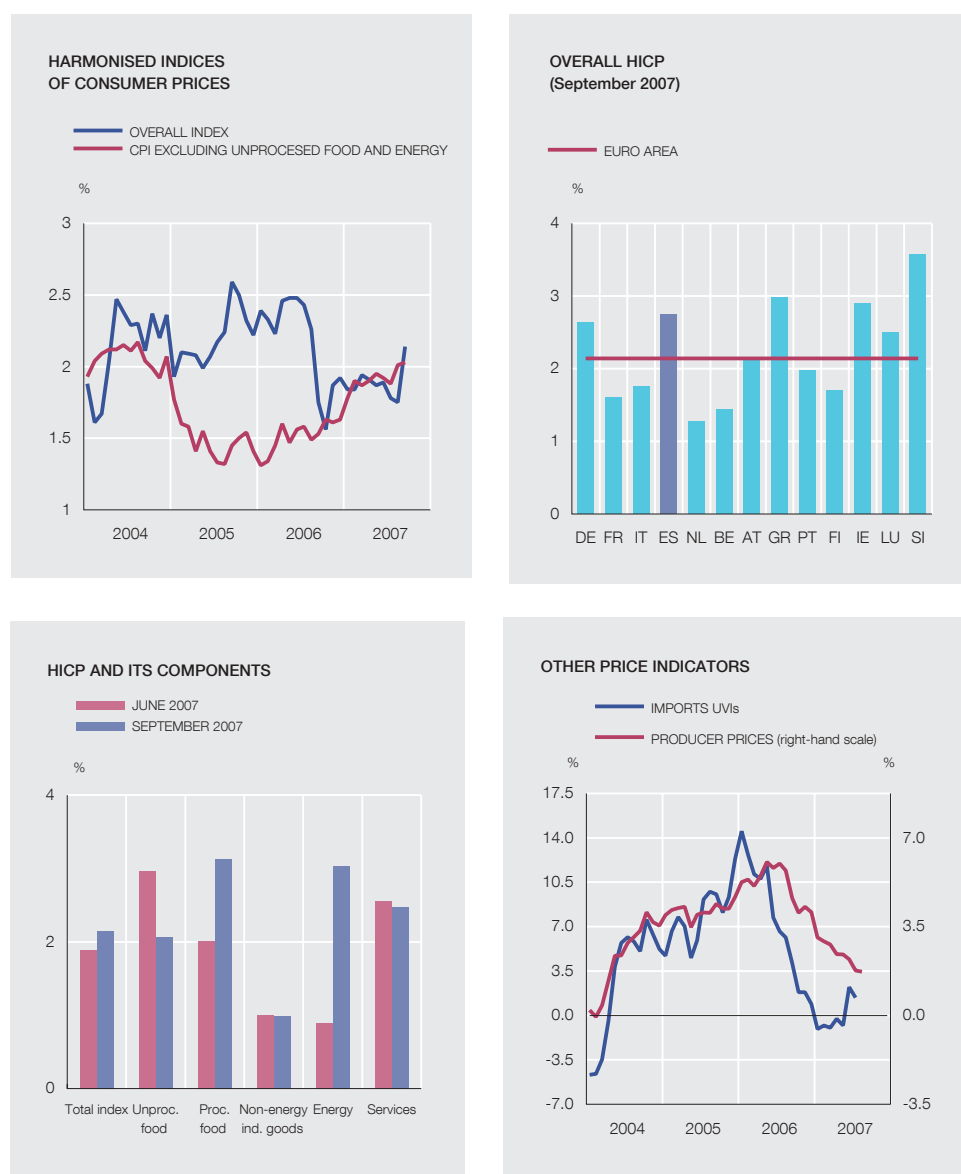 HARMONISED INDICES
OF CONSUMER PRICES
OVERALL INDEX
CPI EXCLUDING UNPROCESED FOOD AND ENERGY
%
3
2.5
2
1.5
1
2004 2005 2006 2007
OVERALL HICP
(September 2007)
EURO AREA
%
4
3
2
1
0
DE FR IT ES NL BE AT GR PT FI IE LU SI
HICP AND ITS COMPONENTS
JUNE 2007
SEPTEMBER 2007
%
4
2
0
Total index Unproc. Proc. Non-energy Energy Services
food food ind. goods
OTHER PRICE INDICATORS
IMPORTS UVIs
PRODUCER PRICES (right-hand scale)
% %
17.5
14.0 7.0
10.5
7.0 3.5
3.5
0.0 0.0
-3.5
-7.0 -3.5
2004 2005 2006 2007